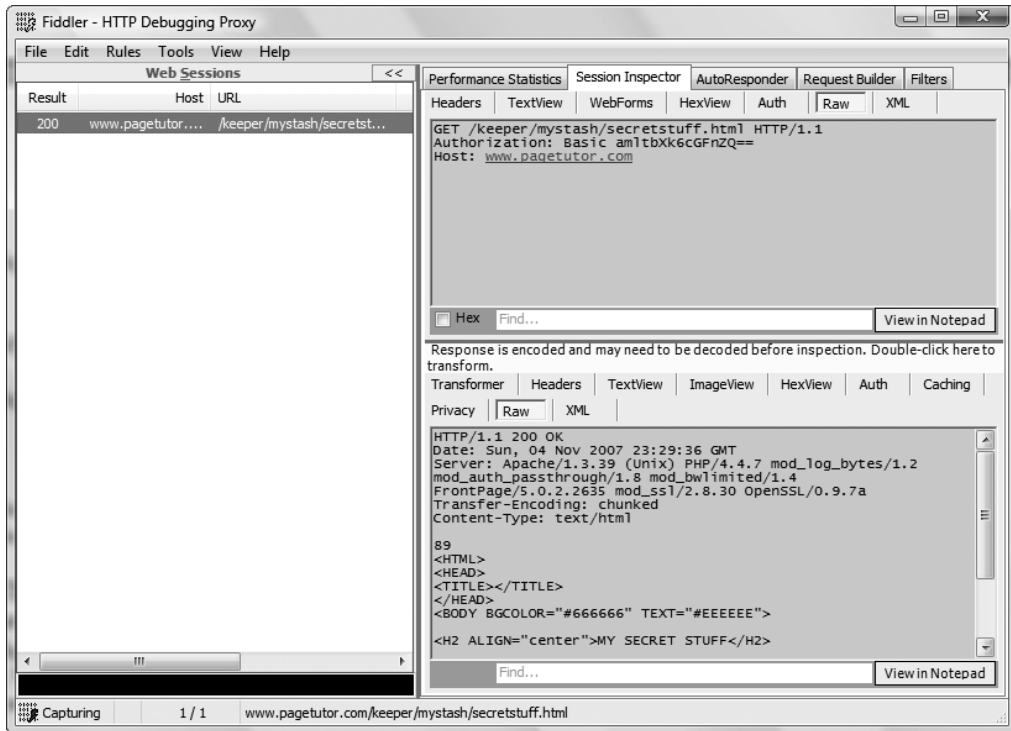 Fiddler - HTTP Debugging Proxy
File Edit Rules Tools View Help
Web Sessions <<
Result Host URL
200 www.pagetutor.... /keeper/mystash/secretst...
Performance Statistics Session Inspector AutoResponder Request Builder Filters
Headers TextView WebForms HexView Auth Raw XML
GET /keeper/mystash/secretstuff.html HTTP/1.1
Authorization: Basic amltbXk6cGFnZQ==
Host: www.pagetutor.com
Hex Find... View in Notepad
Response is encoded and may need to be decoded before inspection. Double-click here to
transform.
Transformer Headers TextView ImageView HexView Auth Caching
Privacy Raw XML
HTTP/1.1 200 OK
Date: Sun, 04 Nov 2007 23:29:36 GMT
Server: Apache/1.3.39 (Unix) PHP/4.4.7 mod_log_bytes/1.2
mod_auth_passthrough/1.8 mod_bwlimited/1.4
FrontPage/5.0.2.2635 mod_ssl/2.8.30 OpenSSL/0.9.7a
Transfer-Encoding: chunked
Content-Type: text/html
89
<HTML>
<HEAD>
<TITLE></TITLE>
</HEAD>
<BODY BGCOLOR="#666666" TEXT="#EEEEEE">
<H2 ALIGN="center">MY SECRET STUFF</H2>
Find... View in Notepad
Capturing 1 / 1 www.pagetutor.com/keeper/mystash/secretstuff.html